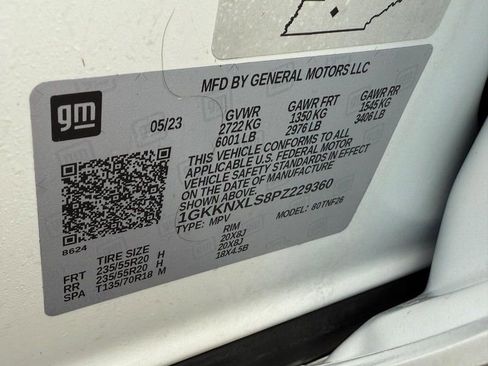 MFD BY GENERAL MOTORS LLC
gm
05/23
GVWR GAWR FRT GAWR RR
2722 KG 1350 KG 1545 KG
6001 LB 2976 LB 3406 LB
THIS VEHICLE CONFORMS TO ALL
APPLICABLE U.S. FEDERAL MOTOR
VEHICLE SAFETY STANDARDS IN EFFECT
ON THE DATE OF MANUFACTURE
SHOWN ABOVE.
1GKKNXLS8PZ229360
TYPE: MPV MODEL: 80TNF26
8624
TIRE SIZE RIM
FRT 235/55R20 H 20X8J
RR 235/55R20 H 20X8J
SPA T135/70R18 M 18X4.5B